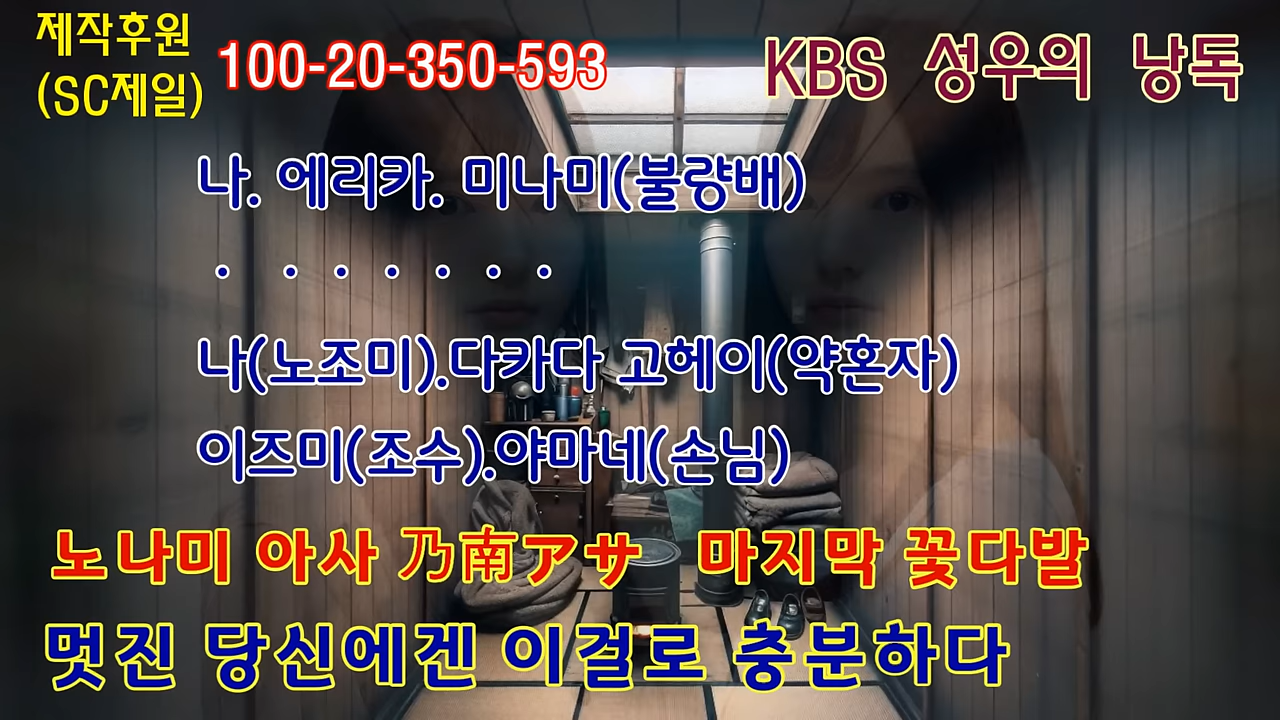 제작후원
(SC제일)
100-20-350-593
KBS 성우의 낭독
나. 에리카. 미나미(불량배)
. . . . . . .
나(노조미).다카다 고헤이(약혼자)
이즈미(조수).야마네(손님)
노나미 아사 乃南アサ 마지막 꽃다발
멋진 당신에겐 이걸로 충분하다